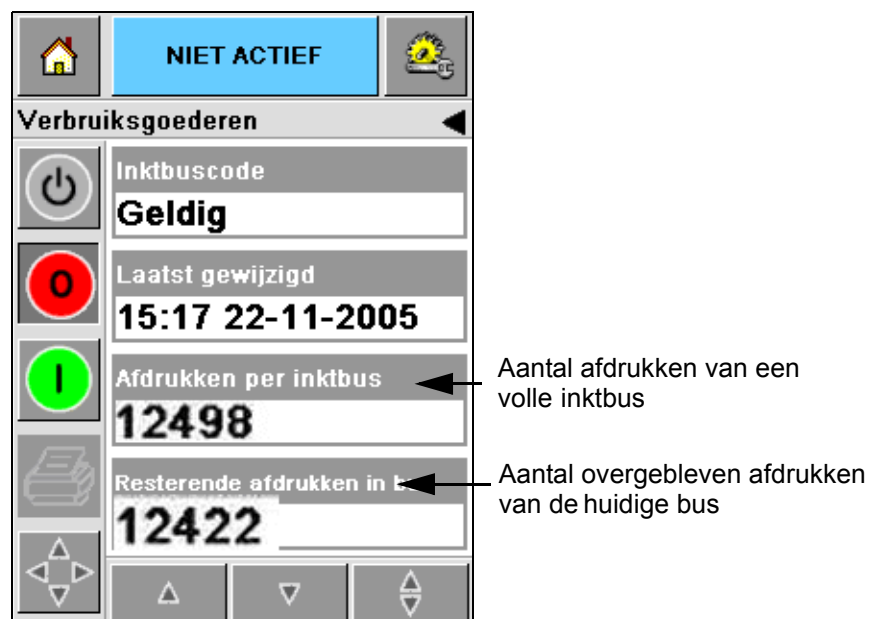 NIET ACTIEF
Verbruiksgoederen
Inktbuscode
Geldig
Laatst gewijzigd
15:17 22-11-2005
Afdrukken per inktbus
12498
Aantal afdrukken van een
volle inktbus
Resterende afdrukken in
12422
Aantal overgebleven afdrukken
van de huidige bus